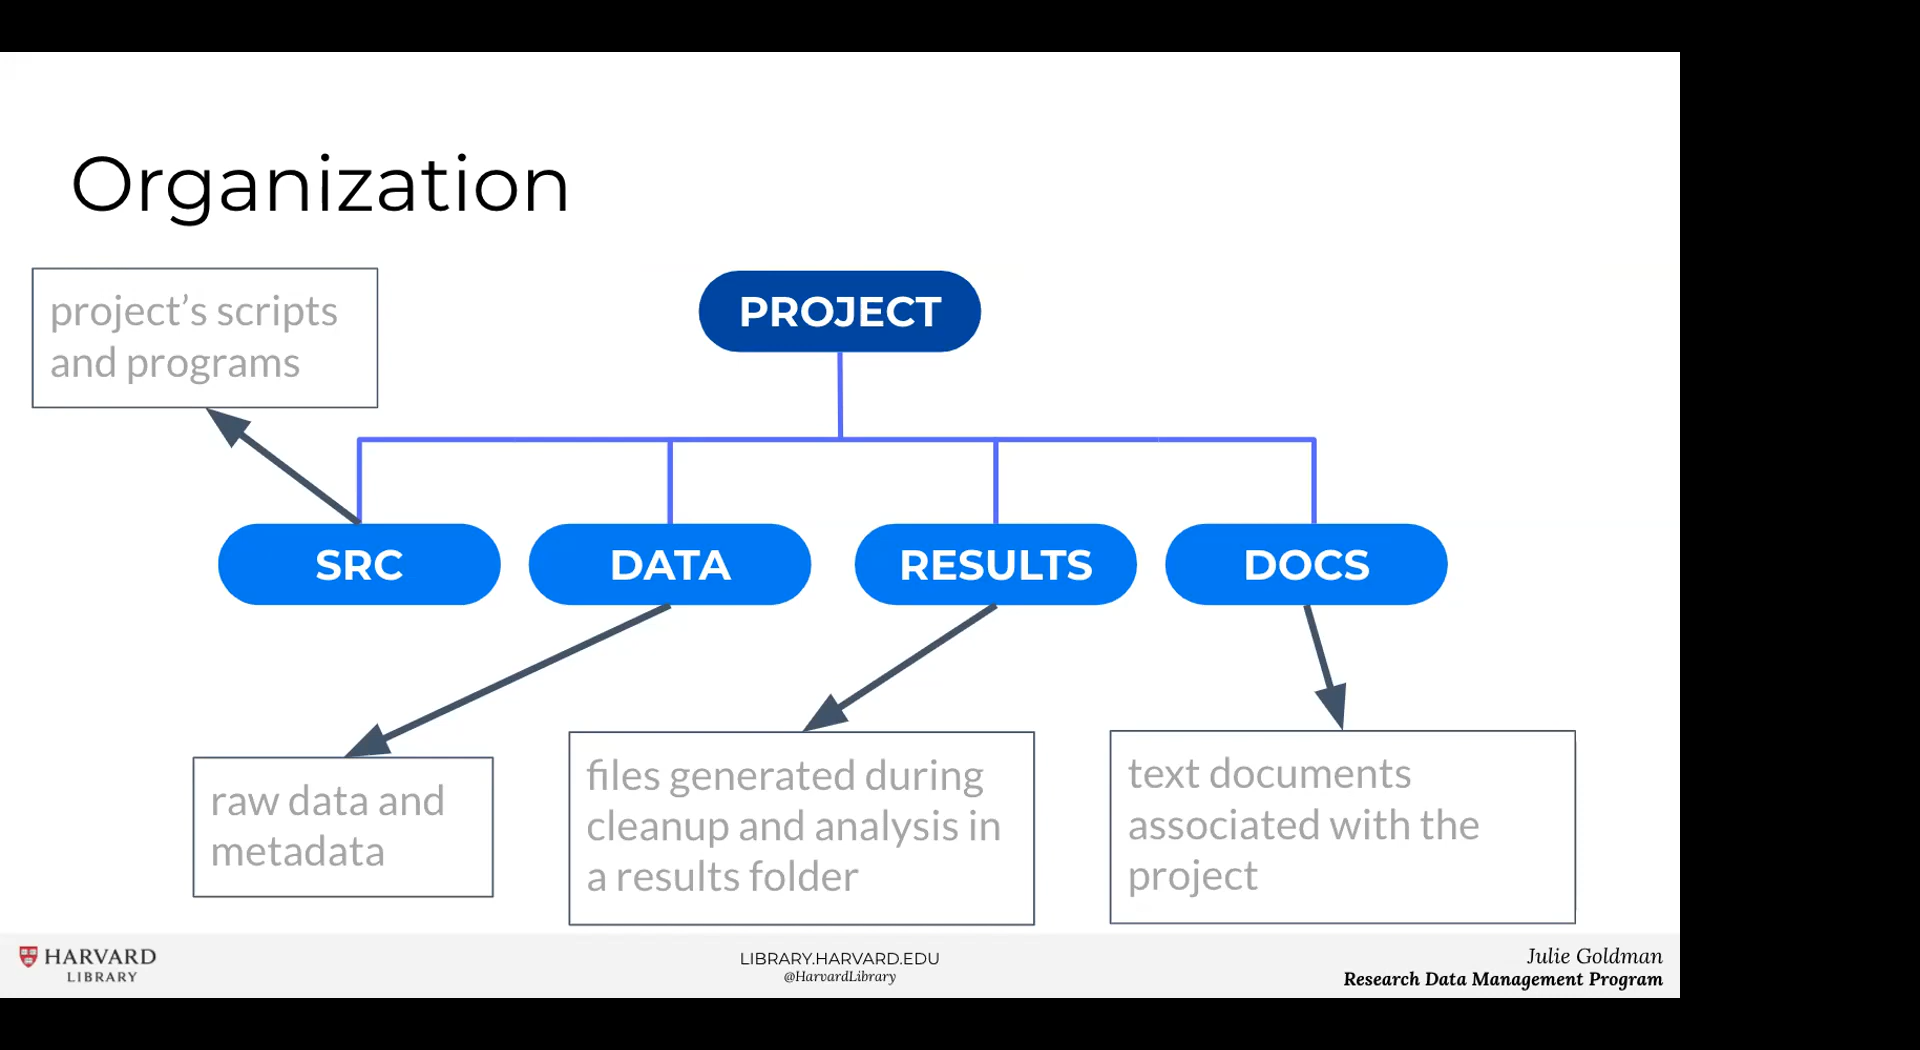 Organization
project’s scripts
and programs
PROJECT
SRC
DATA
RESULTS
DOCS
raw data and
metadata
files generated during
cleanup and analysis in
a results folder
text documents
associated with the
project
HARVARD
LIBRARY
LIBRARY.HARVARD.EDU
@HarvardLibrary
Julie Goldman
Research Data Management Program